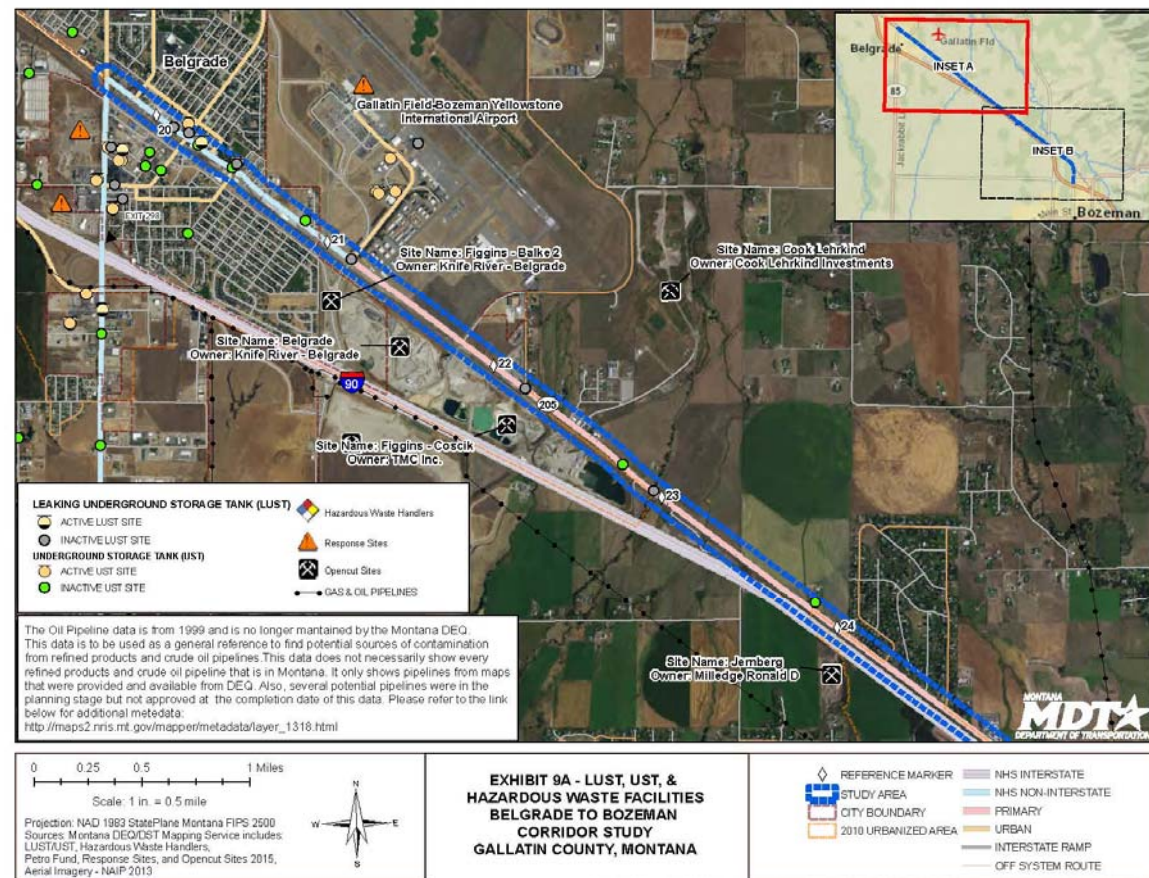 Belgrade
20
Gallatin Field-Bozeman Yellowstone
International Airport
EXIT 298
21
Site Name: Figgins - Balke 2
Owner: Knife River - Belgrade
Site Name: Cook Lehrkind
Owner: Cook Lehrkind Investments
Site Name: Belgrade
Owner: Knife River - Belgrade
22
90
205
Site Name: Figgins - Coscik
Owner: TMC Inc.
23
24
Site Name: Jernberg
Owner: Milledge Ronald D
Belgrade
Gallatin Fld
INSET A
85
Jackrabbit L
INSET B
Main St
Bozeman
LEAKING UNDERGROUND STORAGE TANK (LUST)
ACTIVE LUST SITE
INACTIVE LUST SITE
UNDERGROUND STORAGE TANK (UST)
ACTIVE UST SITE
INACTIVE UST SITE
Hazardous Waste Handlers
Response Sites
Opencut Sites
GAS & OIL PIPELINES
The Oil Pipeline data is from 1999 and is no longer mantained by the Montana DEQ.
This data is to be used as a general reference to find potential sources of contamination
from refined products and crude oil pipelines.This data does not necessarily show every
refined products and crude oil pipeline that is in Montana. It only shows pipelines from maps
that were provided and available from DEQ. Also, several potential pipelines were in the
planning stage but not approved at the completion date of this data. Please refer to the link
below for additional metedata:
http://maps2.nris.mt.gov/mapper/metadata/layer_1318.html
MONTANA
MDT
DEPARTMENT OF TRANSPORTATION
0 0.25 0.5 1 Miles
Scale: 1 in. = 0.5 mile
Projection: NAD 1983 StatePlane Montana FIPS 2500
Sources: Montana DEQ/DST Mapping Service includes:
LUST/UST, Hazardous Waste Handlers,
Petro Fund, Response Sites, and Opencut Sites 2015,
Aerial Imagery - NAIP 2013
N
W E
S
EXHIBIT 9A - LUST, UST, &
HAZARDOUS WASTE FACILITIES
BELGRADE TO BOZEMAN
CORRIDOR STUDY
GALLATIN COUNTY, MONTANA
REFERENCE MARKER
STUDY AREA
CITY BOUNDARY
2010 URBANIZED AREA
NHS INTERSTATE
NHS NON-INTERSTATE
PRIMARY
URBAN
INTERSTATE RAMP
OFF SYSTEM ROUTE